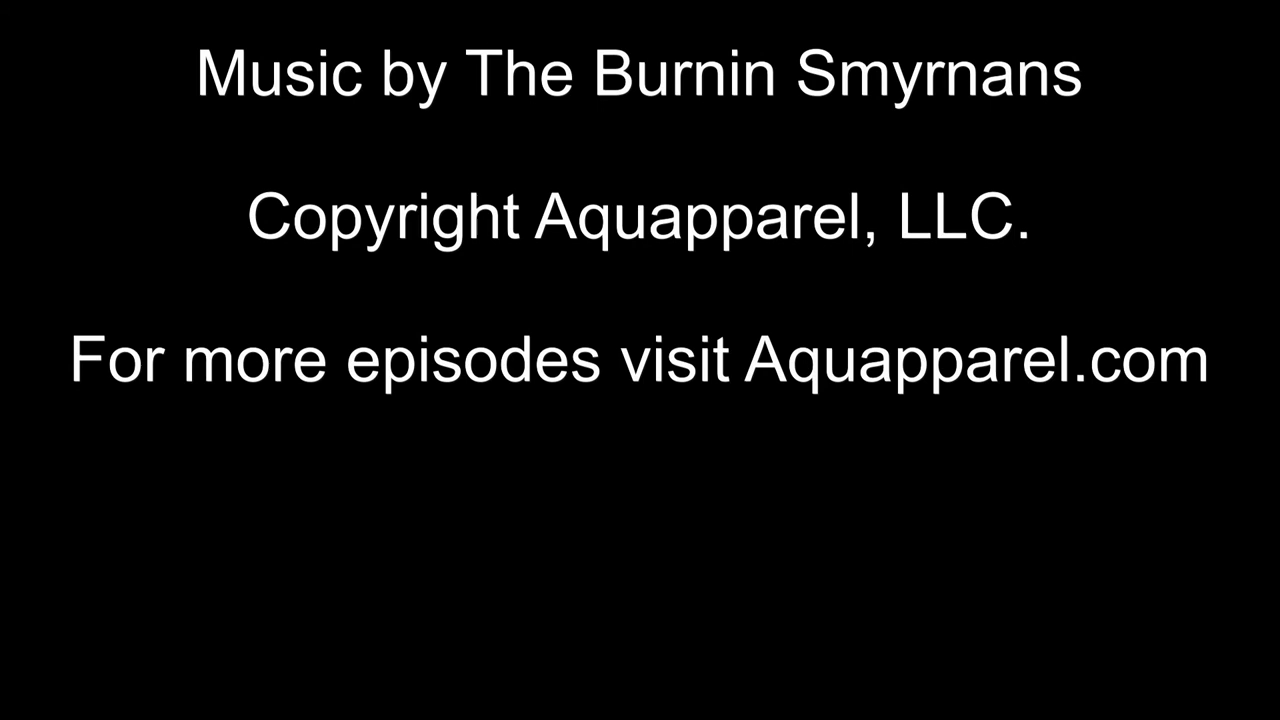 Music by The Burnin Smyrnans
Copyright Aquapparel, LLC.
For more episodes visit Aquapparel.com